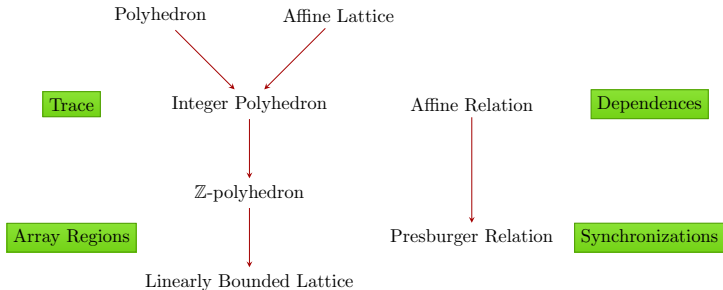 Polyhedron
Affine Lattice
Trace
Integer Polyhedron
Affine Relation
Dependences
ℤ-polyhedron
Array Regions
Presburger Relation
Synchronizations
Linearly Bounded Lattice